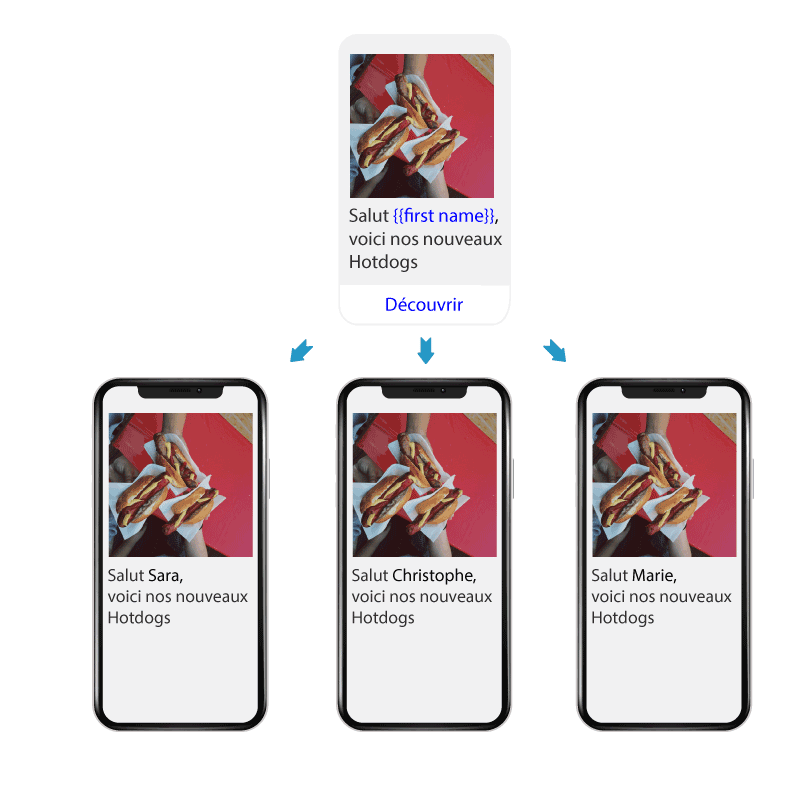 Salut {{first name}},
voici nos nouveaux
Hotdogs
Découvrir
Salut Sara,
voici nos nouveaux
Hotdogs
Salut Christophe,
voici nos nouveaux
Hotdogs
Salut Marie,
voici nos nouveaux
Hotdogs